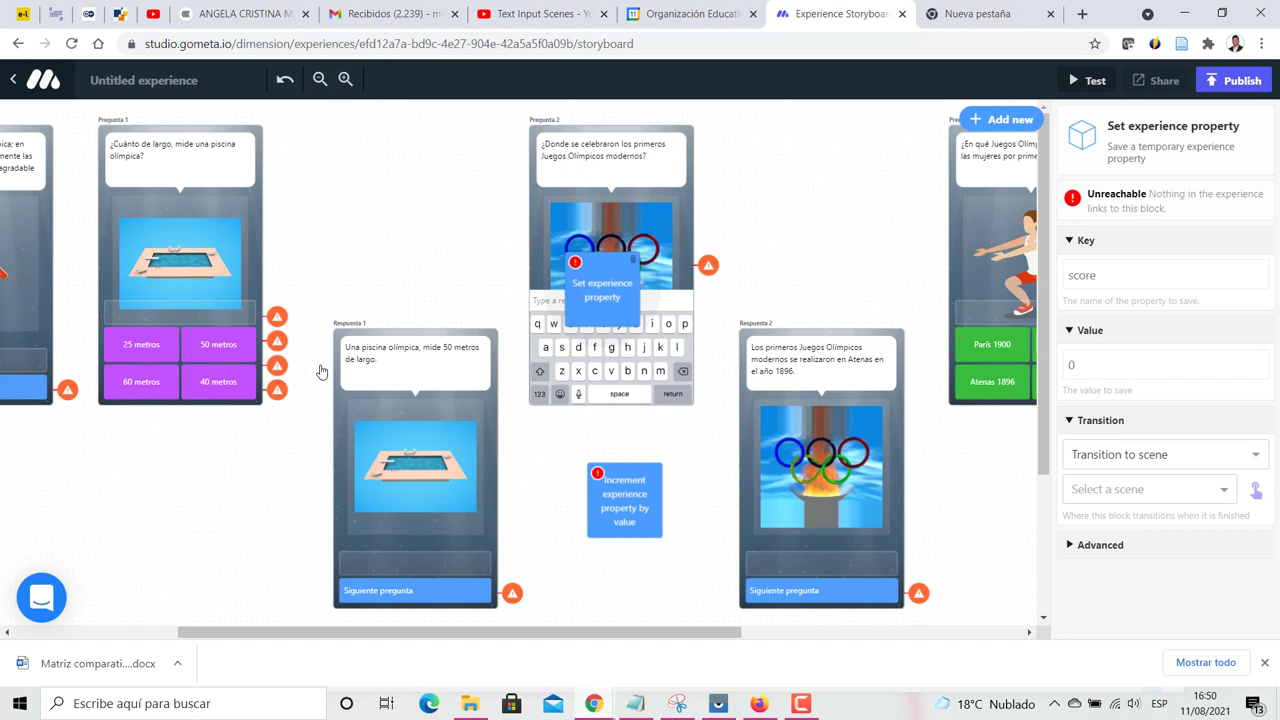 ANGELA CRISTINA M
Recibidos (2.239) - m
Text Input Scenes - Yo
Organización Educati
Experience Storyboar
Nueva pestaña
studio.gometa.io/dimension/experiences/efd12a7a-bd9c-4e27-904e-42a5a5f0a09b/storyboard
Untitled experience
Test
Share
Publish
Add new
Pregunta 1
¿Cuánto de largo, mide una piscina
olímpica?
25 metros
50 metros
60 metros
40 metros
pica; en
mente las
gradable
Respuesta 1
Una piscina olímpica, mide 50 metros
de largo.
Siguiente pregunta
Pregunta 2
¿Donde se celebraron los primeros
Juegos Olímpicos modernos?
Set experience
property
Type a re
q w i o p
a s d f g h j k l
z x c v b n m
123 space return
Increment
experience
property by
value
Respuesta 2
Los primeros Juegos Olímpicos
modernos se realizaron en Atenas en
el año 1896.
Siguiente pregunta
¿En qué Juegos Olím
las mujeres por prime
París 1900
Atenas 1896
Set experience property
Save a temporary experience
property
Unreachable Nothing in the experience
links to this block.
Key
score
The name of the property to save.
Value
0
The value to save
Transition
Transition to scene
Select a scene
Where this block transitions when it is finished
Advanced
Matriz comparati....docx
Mostrar todo
Escribe aquí para buscar
18°C Nublado
ESP
16:50
11/08/2021
13